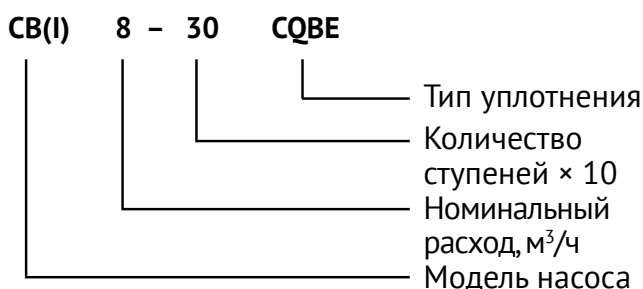 CB(I) 8 – 30 CQBE
Тип уплотнения
Количество
ступеней × 10
Номинальный
расход, м³/ч
Модель насоса